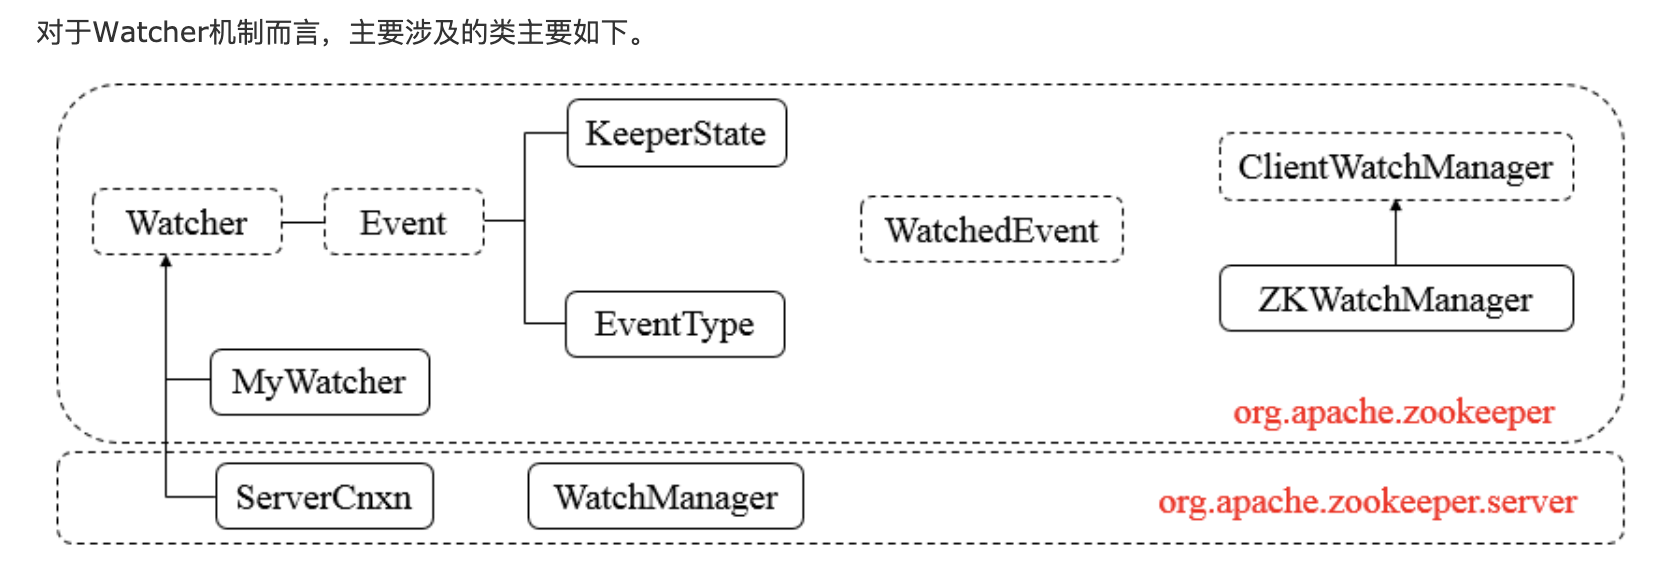 对于Watcher机制而言，主要涉及的类主要如下。
KeeperState
ClientWatchManager
Watcher
Event
WatchedEvent
ZKWatchManager
EventType
MyWatcher
org.apache.zookeeper
ServerCnxn
WatchManager
org.apache.zookeeper.server